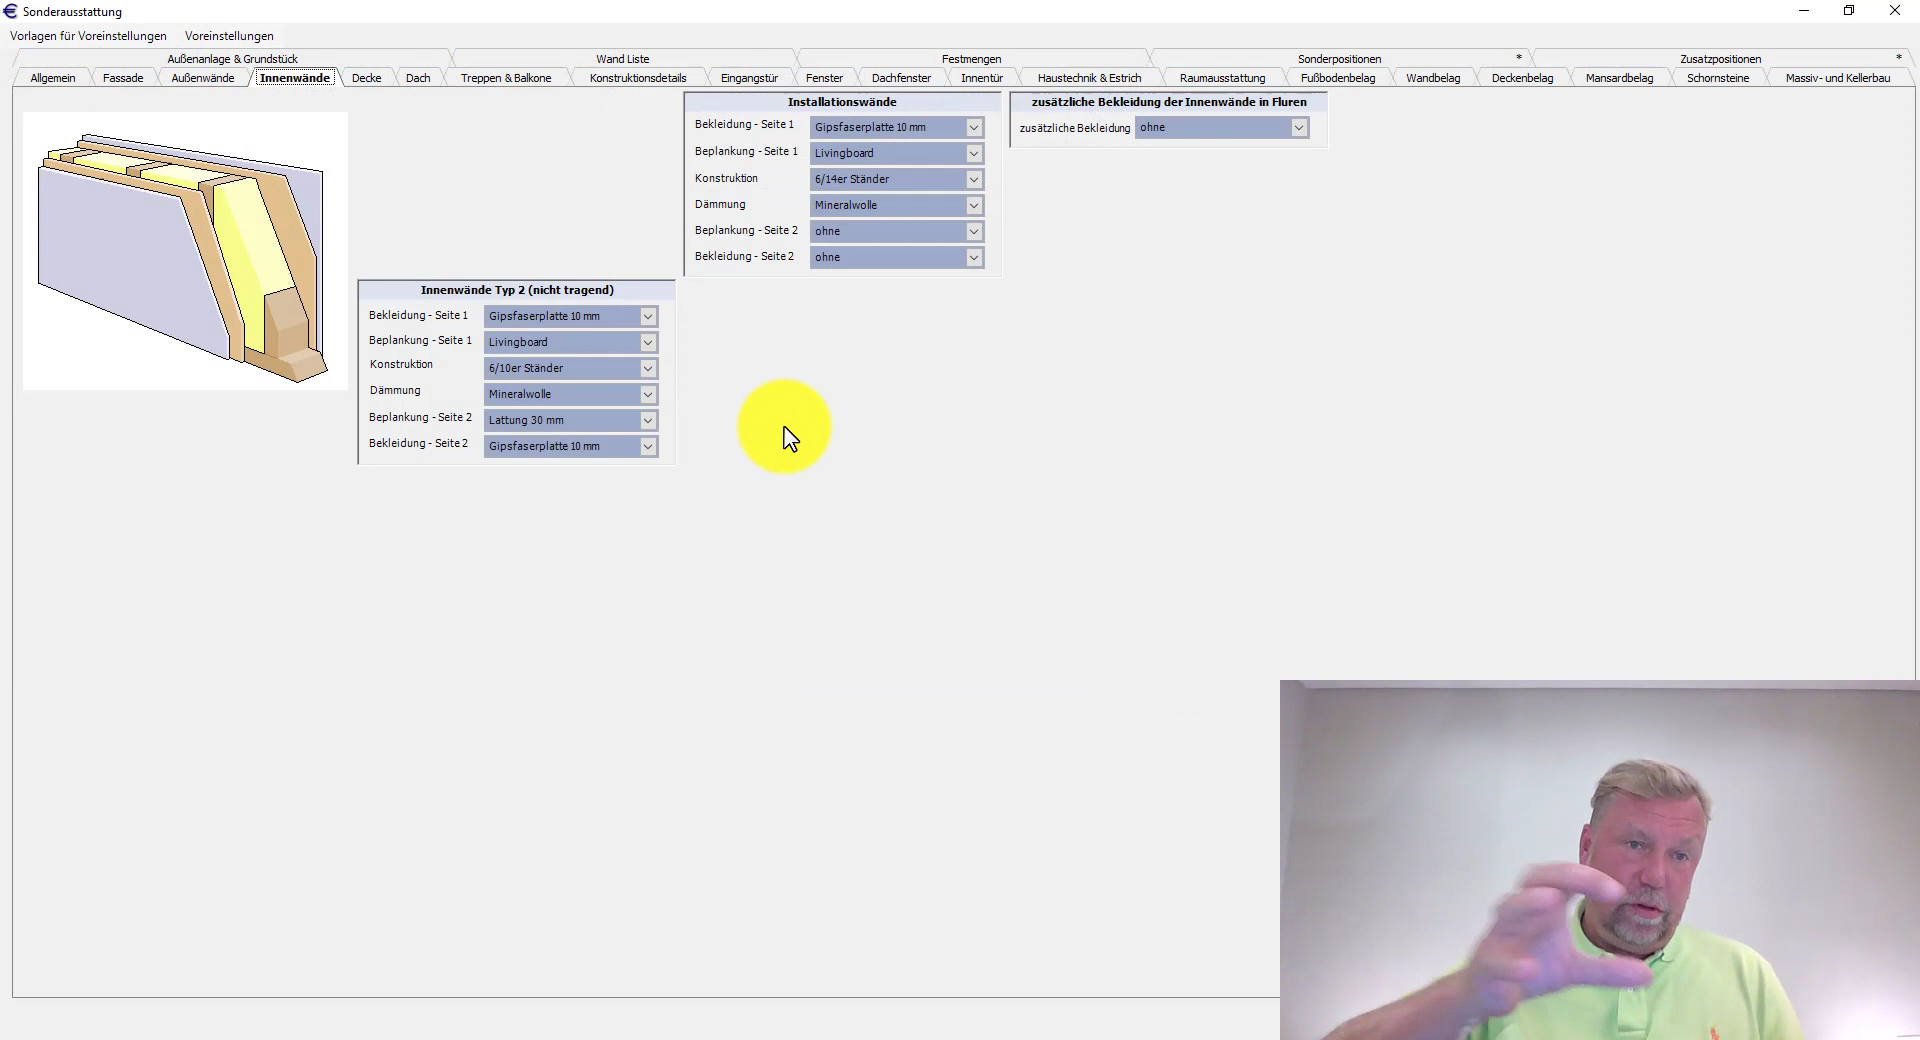 Sonderausstattung
Vorlagen für Voreinstellungen Voreinstellungen
Außenanlage & Grundstück Wand Liste Festmengen Sonderpositionen * Zusatzpositionen *
Allgemein Fassade Außenwände Innenwände Decke Dach Treppen & Balkone Konstruktionsdetails Eingangstür Fenster Dachfenster Innentür Haustechnik & Estrich Raumausstattung Fußbodenbelag Wandbelag Deckenbelag Mansardbelag Schornsteine Massiv- und Kellerbau
Installationswände
Bekleidung - Seite 1 Gipsfaserplatte 10 mm
Beplankung - Seite 1 Livingboard
Konstruktion 6/14er Ständer
Dämmung Mineralwolle
Beplankung - Seite 2 ohne
Bekleidung - Seite 2 ohne
zusätzliche Bekleidung der Innenwände in Fluren
zusätzliche Bekleidung ohne
Innenwände Typ 2 (nicht tragend)
Bekleidung - Seite 1 Gipsfaserplatte 10 mm
Beplankung - Seite 1 Livingboard
Konstruktion 6/10er Ständer
Dämmung Mineralwolle
Beplankung - Seite 2 Lattung 30 mm
Bekleidung - Seite 2 Gipsfaserplatte 10 mm